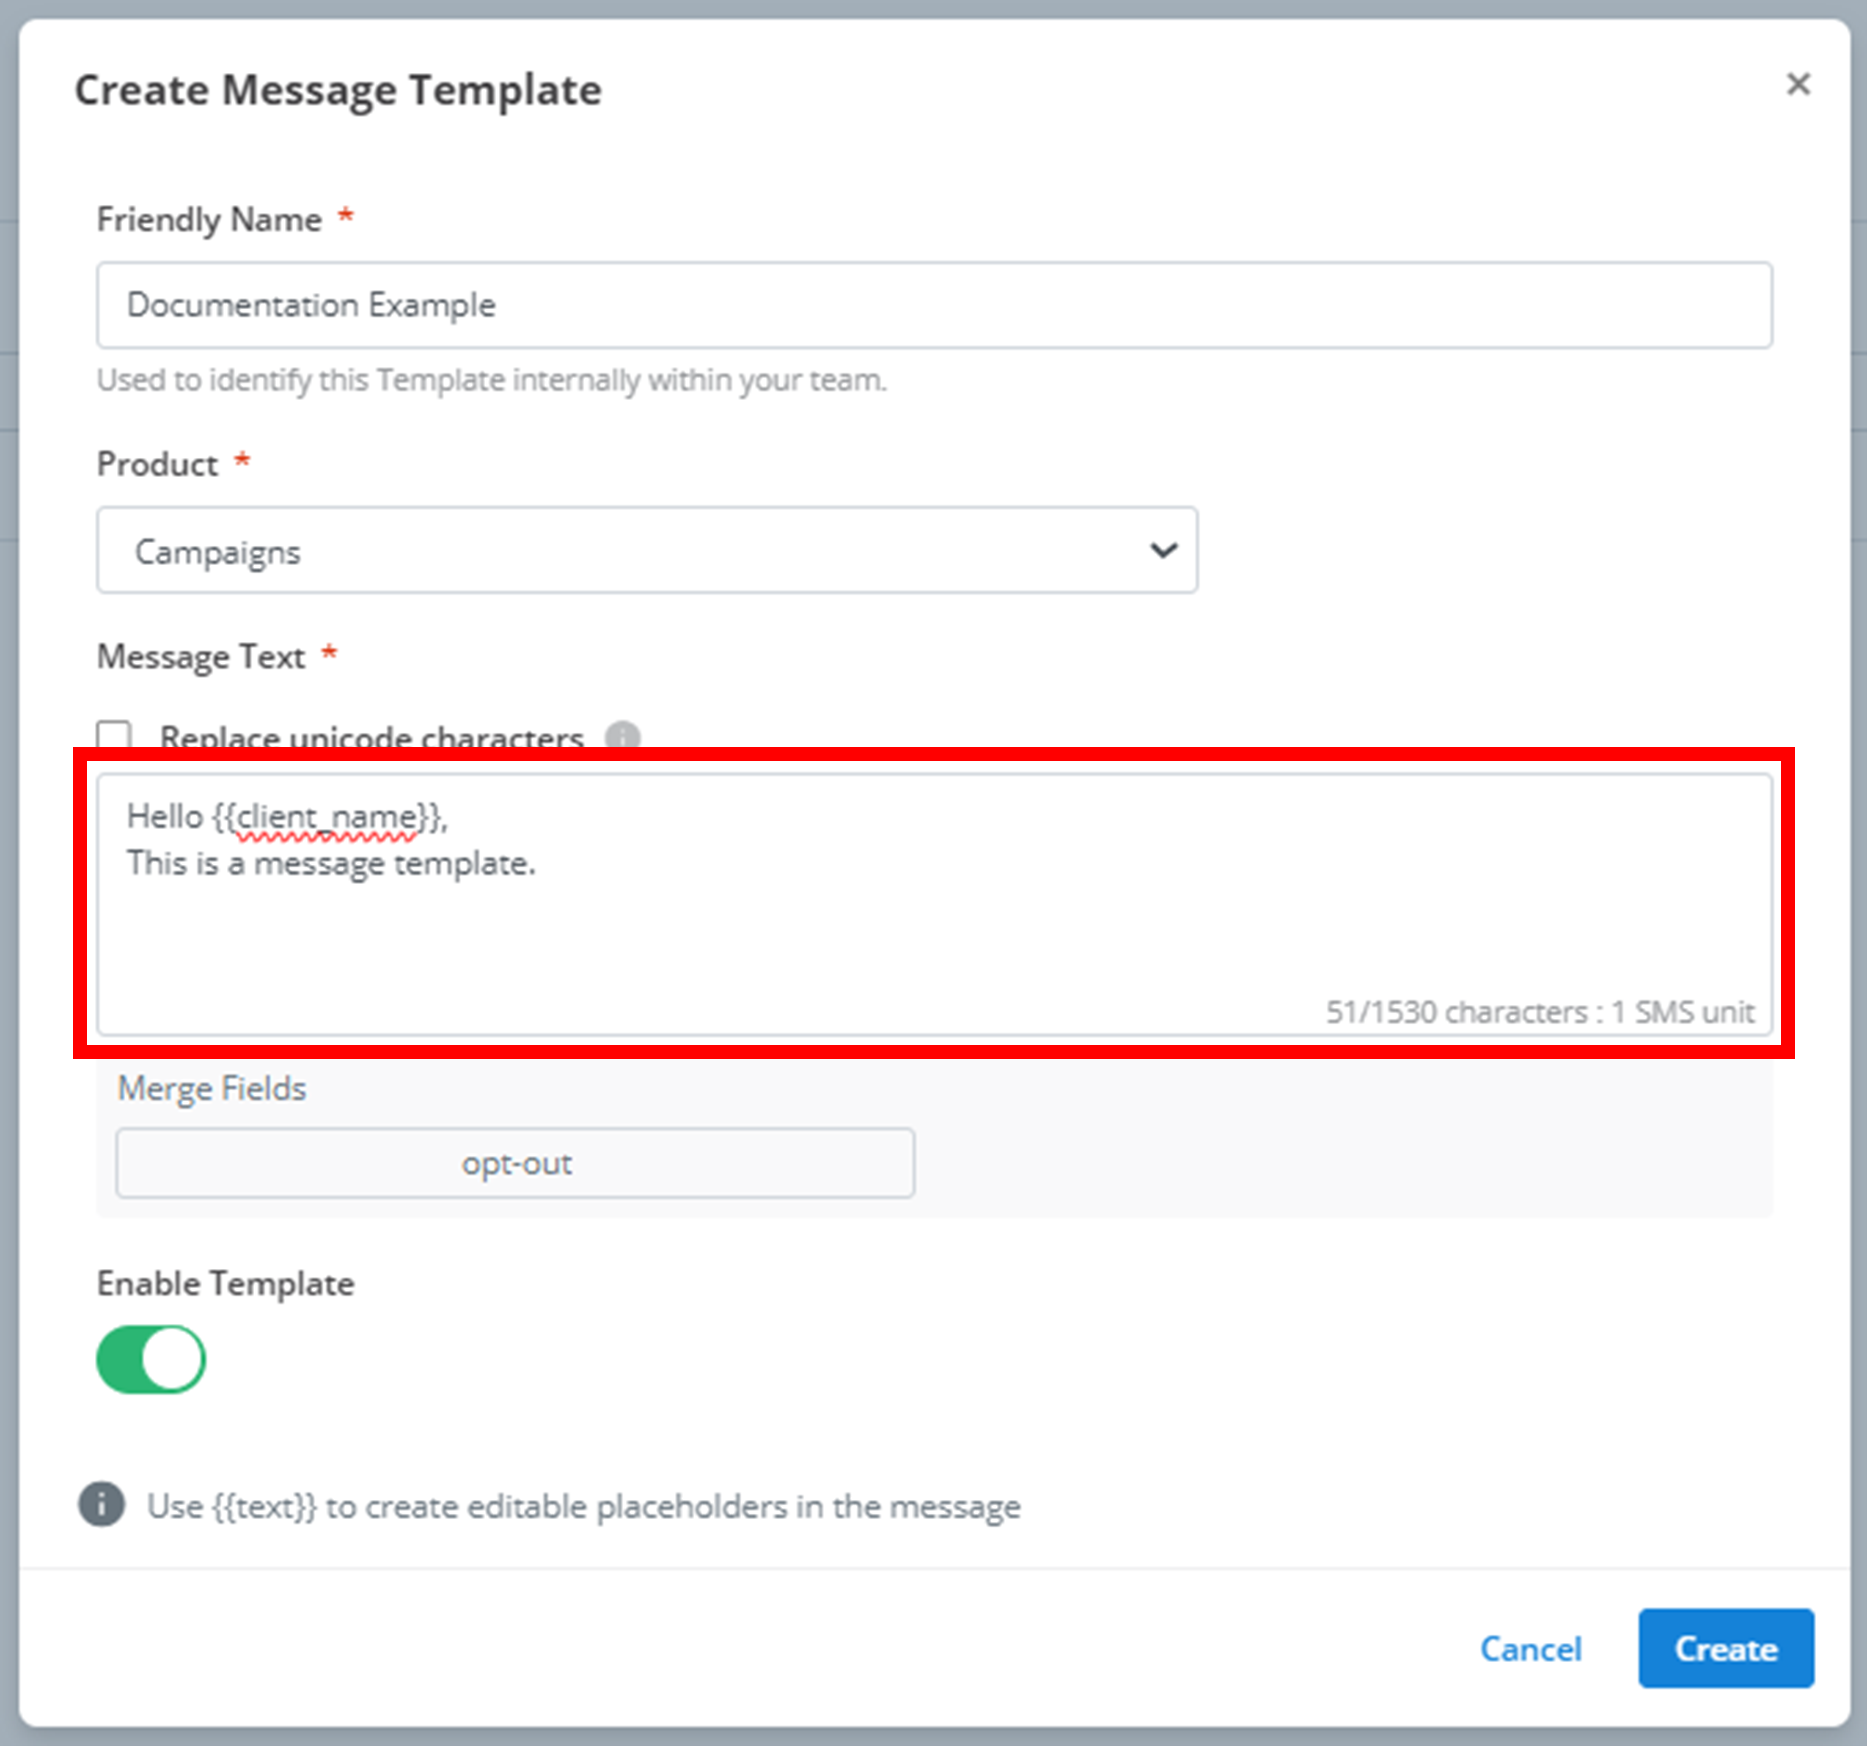 Create Message Template
Friendly Name *
Documentation Example
Used to identify this Template internally within your team.
Product *
Campaigns
Message Text *
Replace unicode characters
Hello {{client_name}},
This is a message template.
51/1530 characters : 1 SMS unit
Merge Fields
opt-out
Enable Template
Use {{text}} to create editable placeholders in the message
Cancel
Create